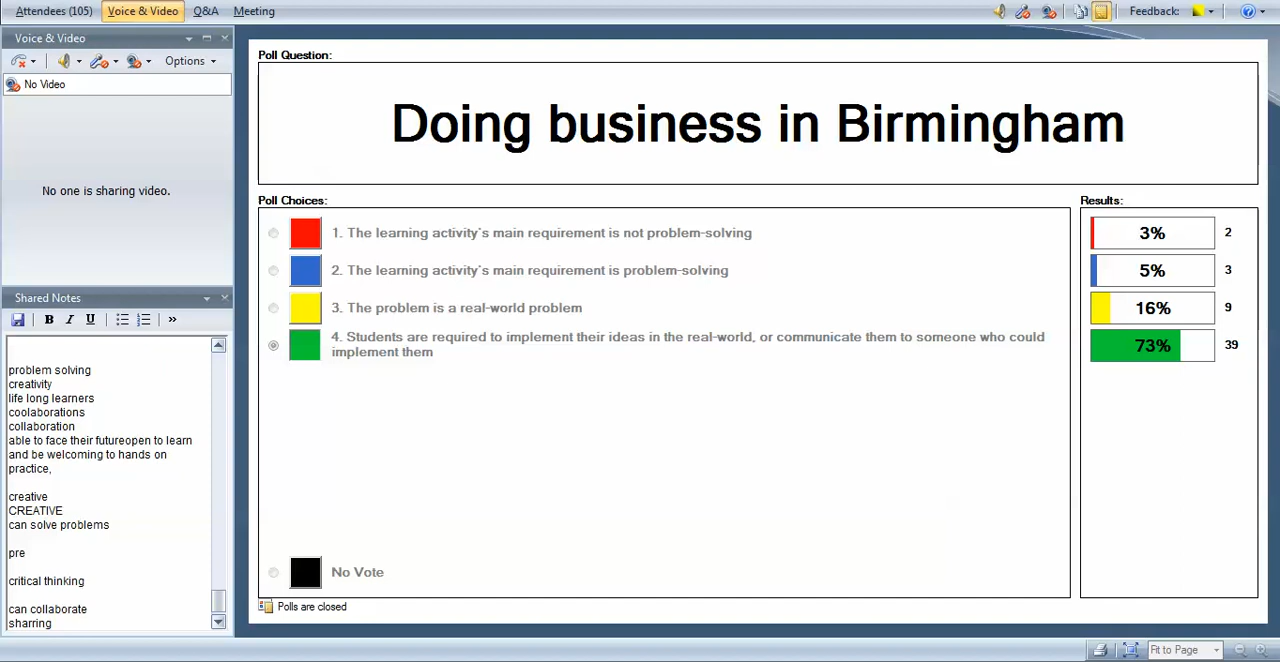 Attendees (105) Voice & Video Q&A Meeting Feedback:
Voice & Video
Options
No Video
No one is sharing video.
Shared Notes
B I U »
problem solving
creativity
life long learners
coolaborations
collaboration
able to face their futureopen to learn
and be welcoming to hands on
practice,
creative
CREATIVE
can solve problems
pre
critical thinking
can collaborate
sharring
Poll Question:
Doing business in Birmingham
Poll Choices:
1. The learning activity's main requirement is not problem-solving
2. The learning activity's main requirement is problem-solving
3. The problem is a real-world problem
4. Students are required to implement their ideas in the real-world, or communicate them to someone who could
implement them
No Vote
Polls are closed
Results:
3% 2
5% 3
16% 9
73% 39
Fit to Page